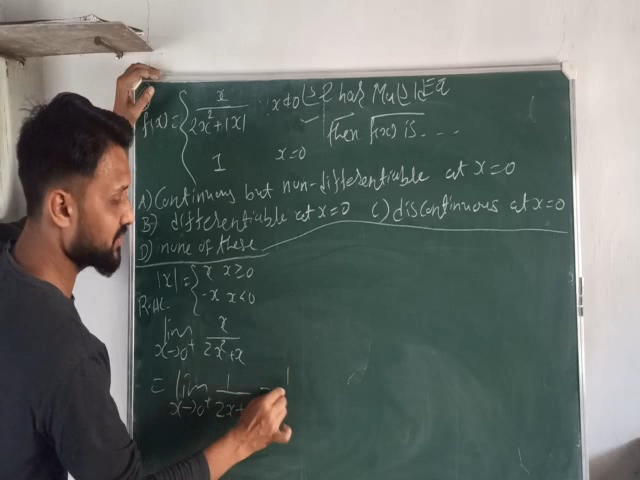 f(x) = { x / 2x²+|x| x≠0
1 x=0
then f(x) is....
A) Continuous but non-differentiable at x=0
B) differentiable at x=0 C) discontinuous at x=0
D) none of these
|x| = { x x≥0
-x x<0
lim x→0⁺ x / 2x²+x
= lim x→0⁺ 1 / 2x+ = 1